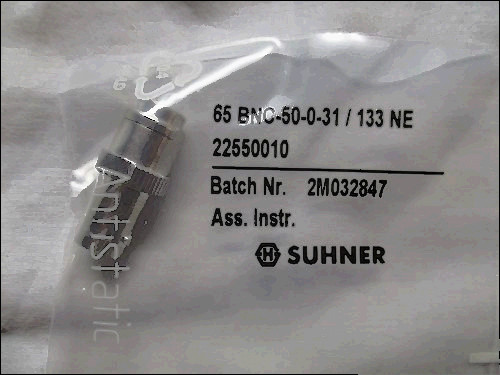 65 BNC-50-0-31 / 133 NE
22550010
Batch Nr. 2M032847
Ass. Instr.
H SUHNER
Antistatic